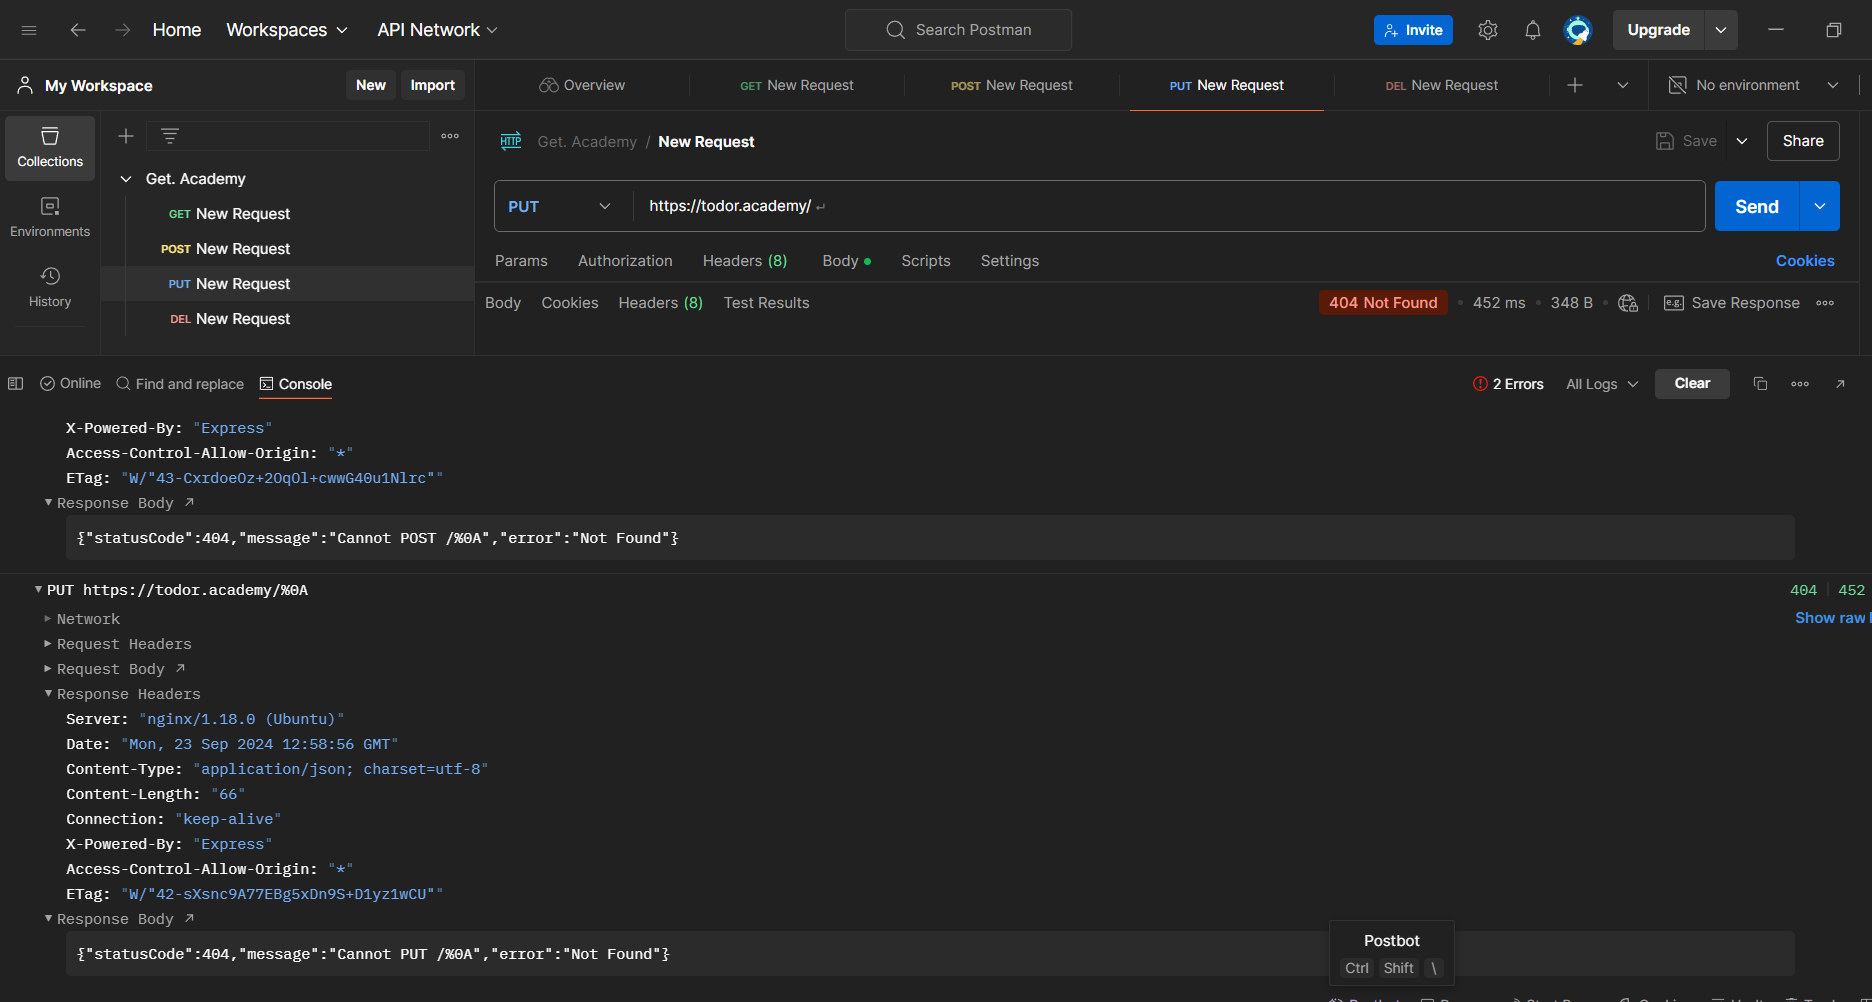 Home Workspaces API Network Search Postman Invite Upgrade
My Workspace New Import Overview GET New Request POST New Request PUT New Request DEL New Request No environment
Collections
Environments
History
Get. Academy
GET New Request
POST New Request
PUT New Request
DEL New Request
HTTP Get. Academy / New Request Save Share
PUT https://todor.academy/ Send
Params Authorization Headers (8) Body Scripts Settings Cookies
Body Cookies Headers (8) Test Results 404 Not Found 452 ms 348 B e.g. Save Response
Online Find and replace Console 2 Errors All Logs Clear
X-Powered-By: "Express"
Access-Control-Allow-Origin: "*"
ETag: "W/"43-CxrdoeOz+2OqOl+cwwG40u1Nlrc""
Response Body
{"statusCode":404,"message":"Cannot POST /%0A","error":"Not Found"}
PUT https://todor.academy/%0A 404 452
Network Show raw
Request Headers
Request Body
Response Headers
Server: "nginx/1.18.0 (Ubuntu)"
Date: "Mon, 23 Sep 2024 12:58:56 GMT"
Content-Type: "application/json; charset=utf-8"
Content-Length: "66"
Connection: "keep-alive"
X-Powered-By: "Express"
Access-Control-Allow-Origin: "*"
ETag: "W/"42-sXsnc9A77EBg5xDn9S+D1yz1wCU""
Response Body
{"statusCode":404,"message":"Cannot PUT /%0A","error":"Not Found"}
Postbot
Ctrl Shift \